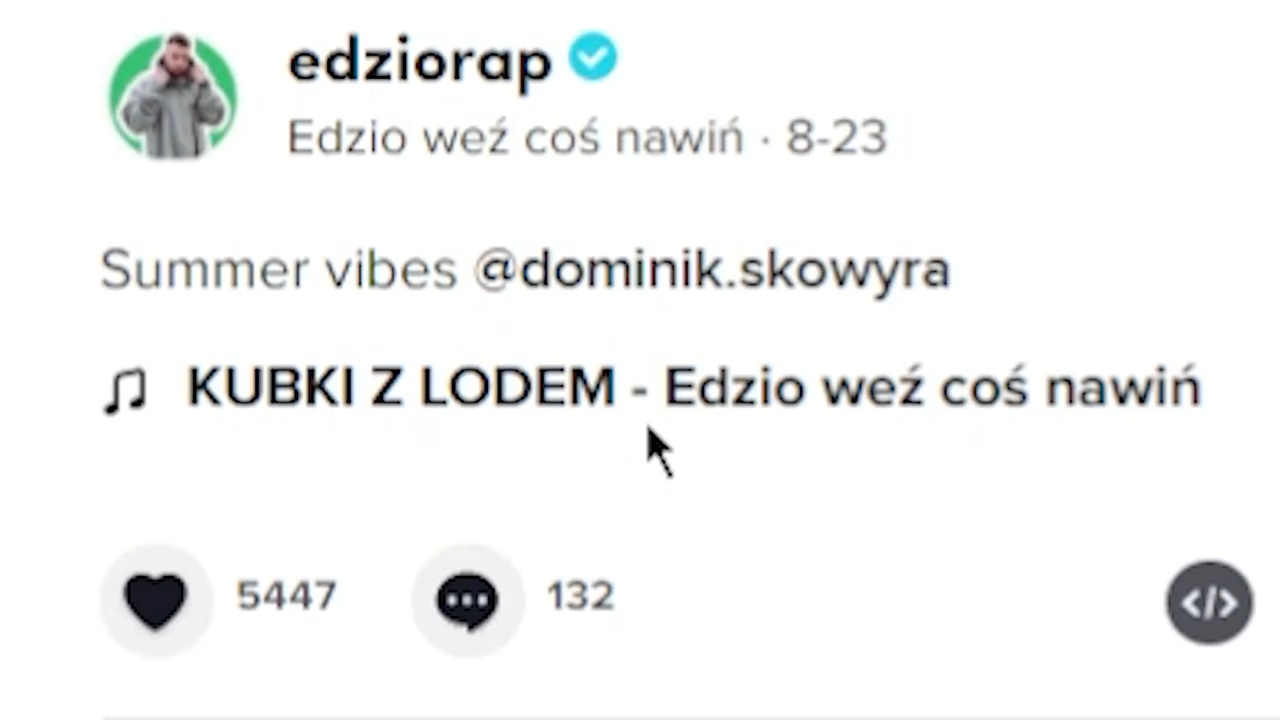 edziorap
Edzio weź coś nawiń · 8-23
Summer vibes @dominik.skowyra
KUBKI Z LODEM - Edzio weź coś nawiń
5447
132